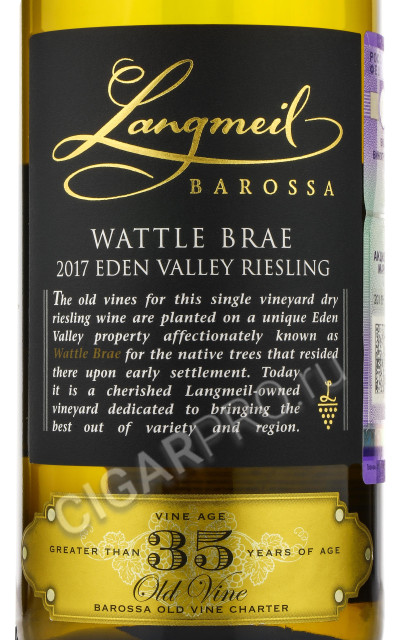 Langmeil
BAROSSA
WATTLE BRAE
2017 EDEN VALLEY RIESLING
The old vines for this single vineyard dry
riesling wine are planted on a unique Eden
Valley property affectionately known as
Wattle Brae for the native trees that resided
there upon early settlement. Today
it is a cherished Langmeil-owned
vineyard dedicated to bringing the
best out of variety and region.
L
CIGARPRO.ru
VINE AGE
GREATER THAN 35 YEARS OF AGE
Old Vine
BAROSSA OLD VINE CHARTER